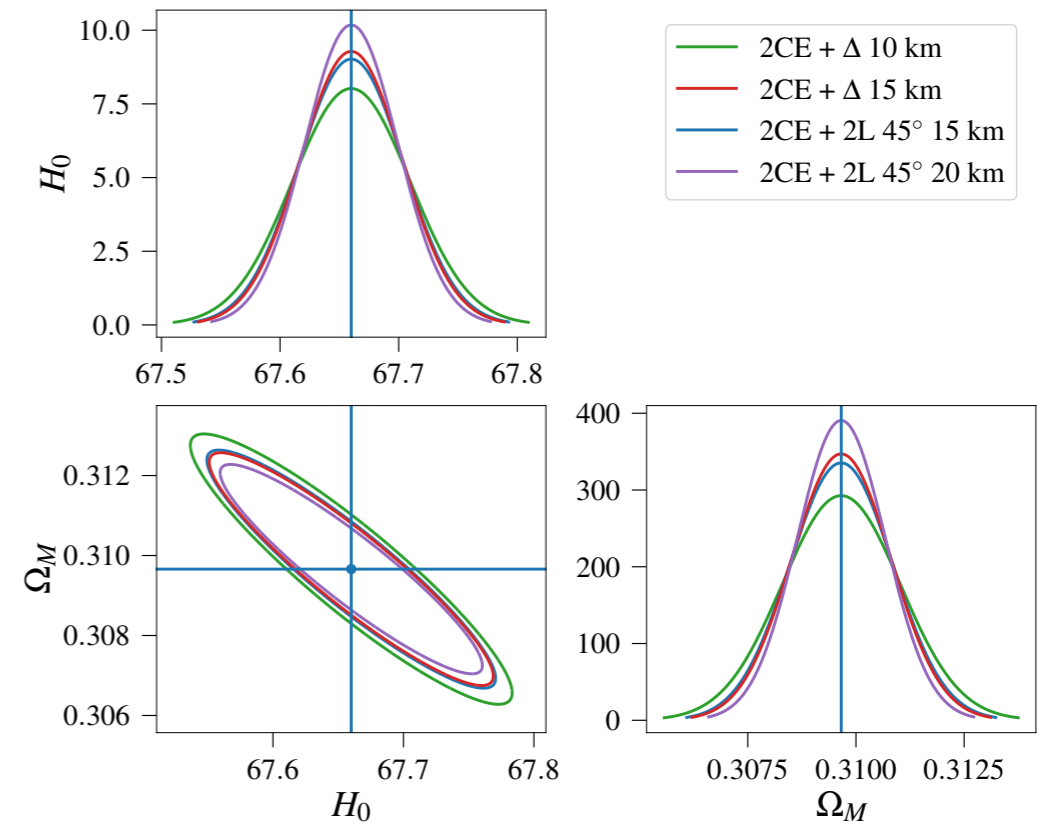 10.0
7.5
5.0
2.5
0.0
H₀
67.5 67.6 67.7 67.8
2CE + Δ 10 km
2CE + Δ 15 km
2CE + 2L 45° 15 km
2CE + 2L 45° 20 km
0.312
0.310
0.308
0.306
Ω_M
67.6 67.7 67.8
H₀
400
300
200
100
0
0.3075 0.3100 0.3125
Ω_M